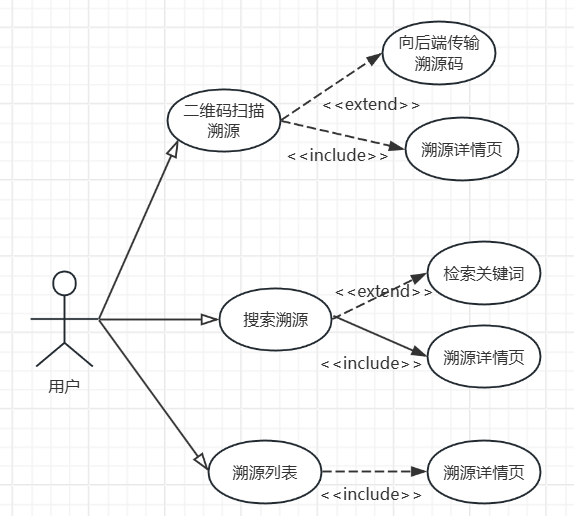 向后端传输
溯源码
二维码扫描
溯源
<<extend>>
<<include>>
溯源详情页
检索关键词
<<extend>>
搜索溯源
<<include>>
溯源详情页
用户
溯源列表
溯源详情页
<<include>>